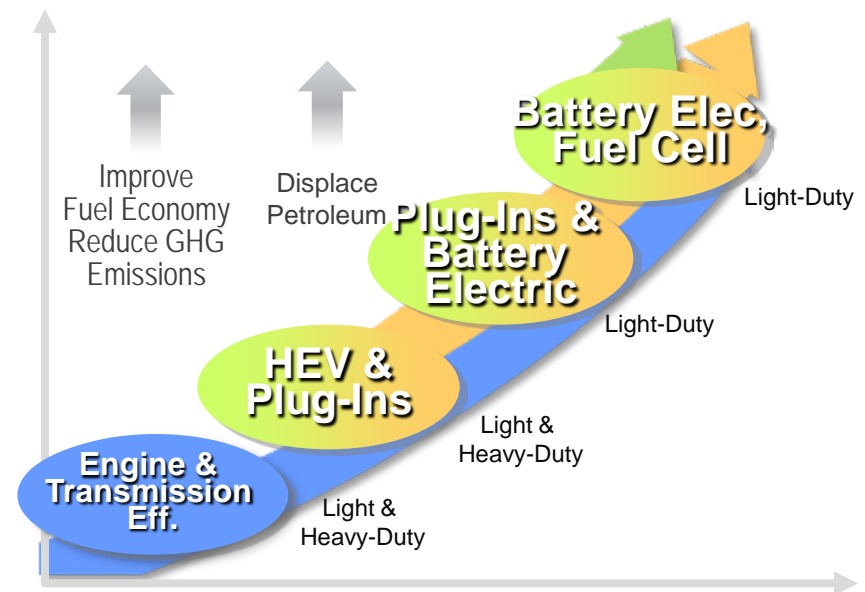 Improve
Fuel Economy
Reduce GHG
Emissions
Displace
Petroleum
Battery Elec,
Fuel Cell
Light-Duty
Plug-Ins &
Battery
Electric
Light-Duty
HEV &
Plug-Ins
Light &
Heavy-Duty
Engine &
Transmission
Eff.
Light &
Heavy-Duty